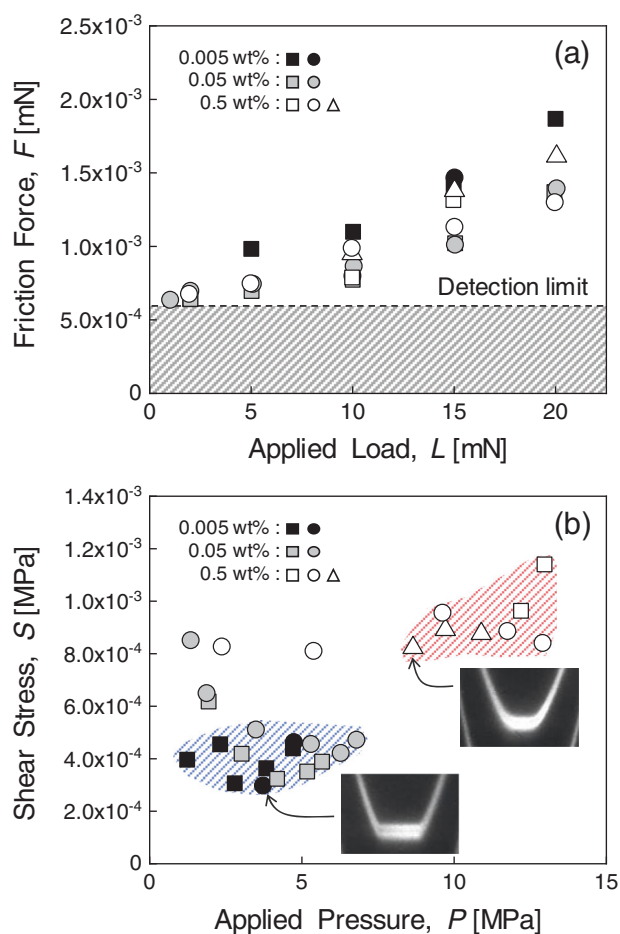 2.5x10⁻³
(a)
0.005 wt% :
0.05 wt% :
0.5 wt% :
2.0x10⁻³
1.5x10⁻³
1.0x10⁻³
Detection limit
5.0x10⁻⁴
0
Friction Force, F [mN]
0 5 10 15 20
Applied Load, L [mN]
1.4x10⁻³
(b)
0.005 wt% :
0.05 wt% :
0.5 wt% :
1.2x10⁻³
1.0x10⁻³
8.0x10⁻⁴
6.0x10⁻⁴
4.0x10⁻⁴
2.0x10⁻⁴
0
Shear Stress, S [MPa]
0 5 10 15
Applied Pressure, P [MPa]